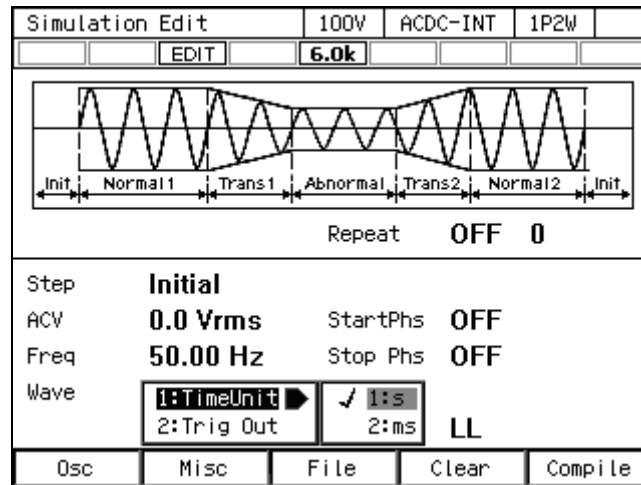 Simulation Edit 100V ACDC-INT 1P2W
EDIT 6.0k
Init Normal1 Trans1 Abnormal Trans2 Normal2 Init
Repeat OFF 0
Step Initial
ACV 0.0 Vrms StartPhs OFF
Freq 50.00 Hz Stop Phs OFF
Wave 1:TimeUnit ✓ 1:s
2:Trig Out 2:ms LL
Osc Misc File Clear Compile